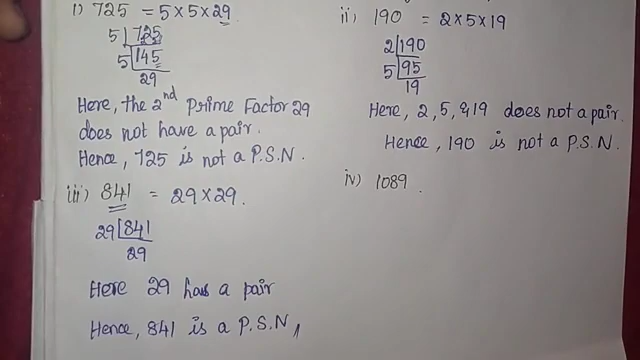 i) 725 = 5 × 5 × 29
5 | 725
5 | 145
29
Here, the 2nd Prime Factor 29
does not have a pair.
Hence, 725 is not a P.S.N.
ii) 190 = 2 × 5 × 19
2 | 190
5 | 95
19
Here, 2, 5, & 19 does not a pair.
Hence, 190 is not a P.S.N.
iii) 841 = 29 × 29.
29 | 841
29
Here 29 has a pair
Hence, 841 is a P.S.N,
iv) 1089.